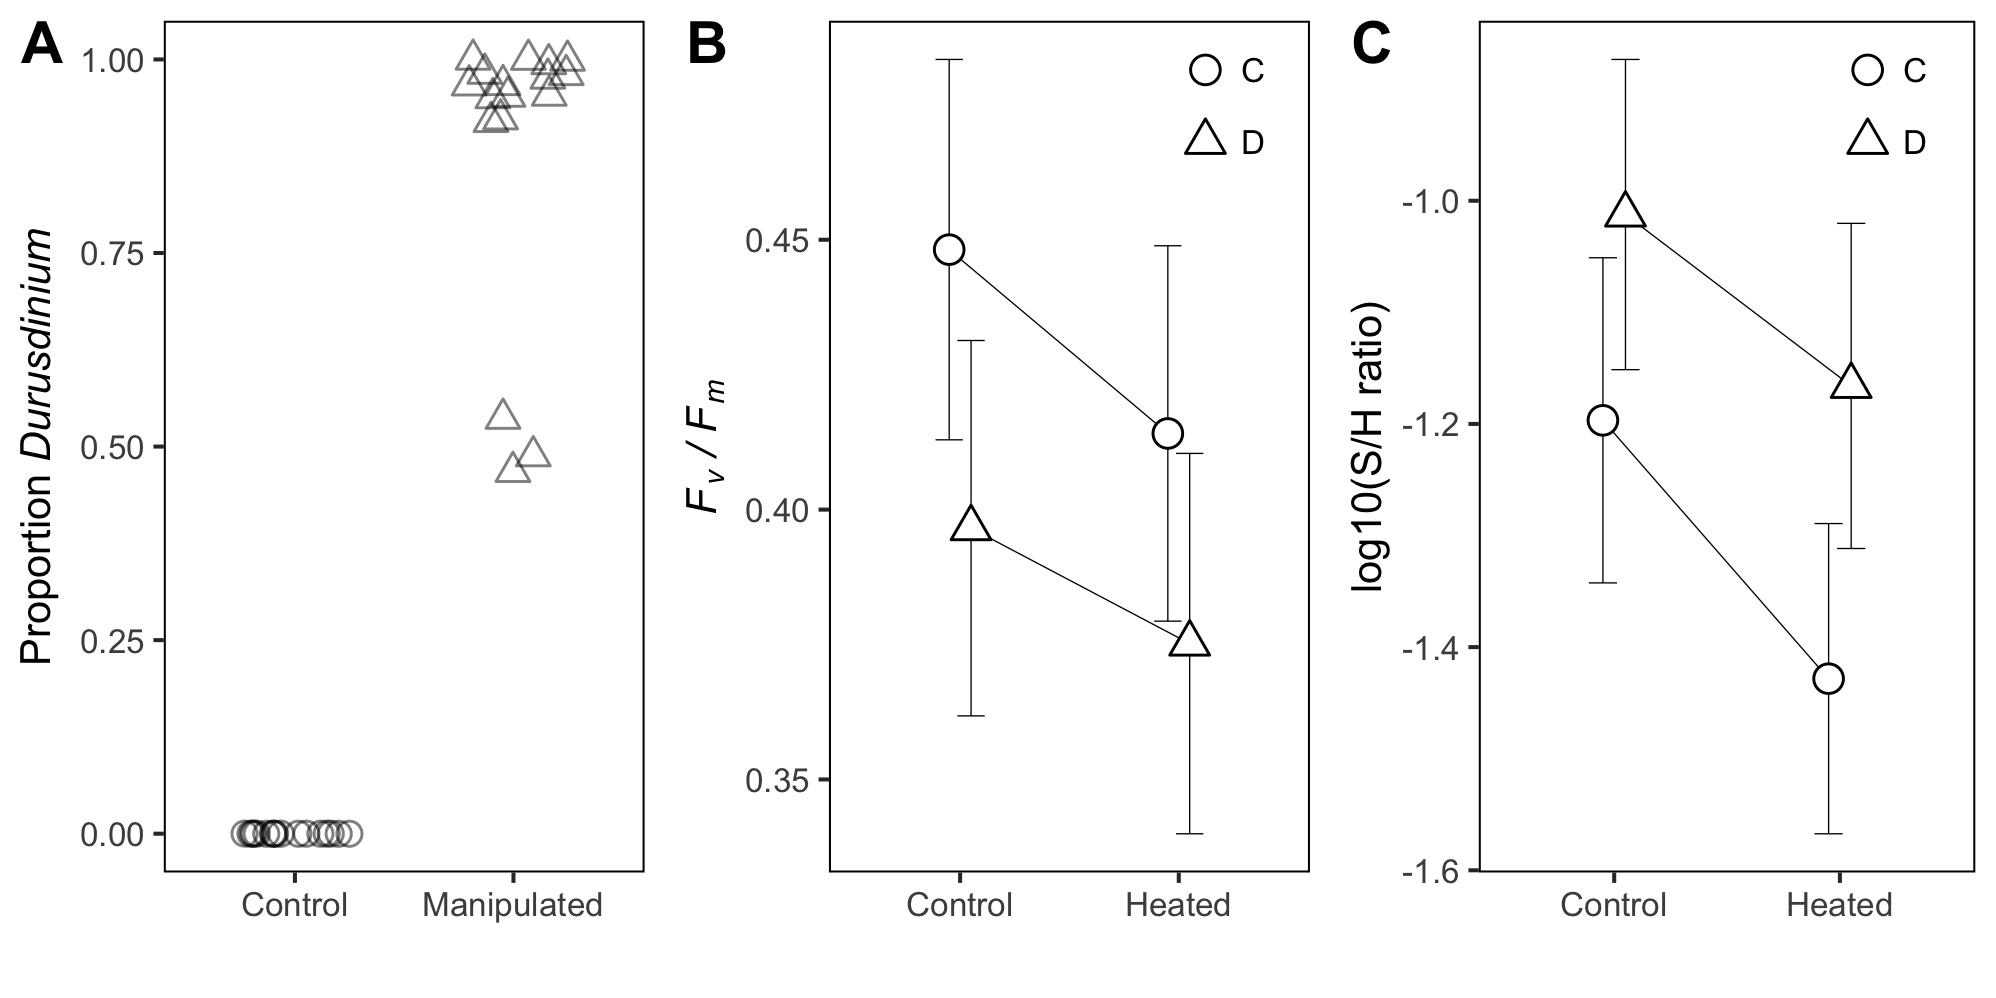 A
Proportion Durusdinium
1.00
0.75
0.50
0.25
0.00
Control Manipulated
B
Fv / Fm
0.45
0.40
0.35
C
D
Control Heated
C
log10(S/H ratio)
-1.0
-1.2
-1.4
-1.6
C
D
Control Heated